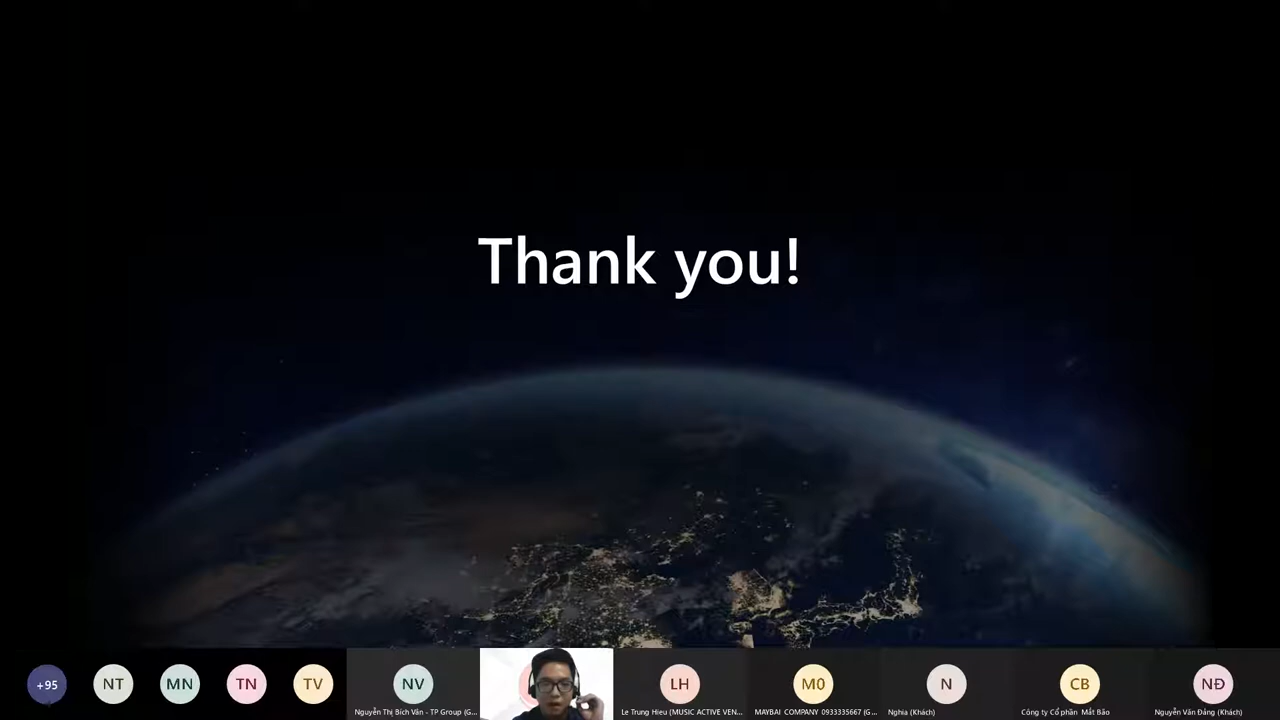 Thank you!
+95
NT
MN
TN
TV
NV
LH
M0
N
CB
NĐ
Nguyễn Thị Bích Vân - TP Group (G...
Le Trung Hieu (MUSIC ACTIVE VEN...
MAYBAI COMPANY 0933335667 (G...
Nghia (Khách)
Công ty Cổ phần Mắt Bão
Nguyễn Văn Đảng (Khách)